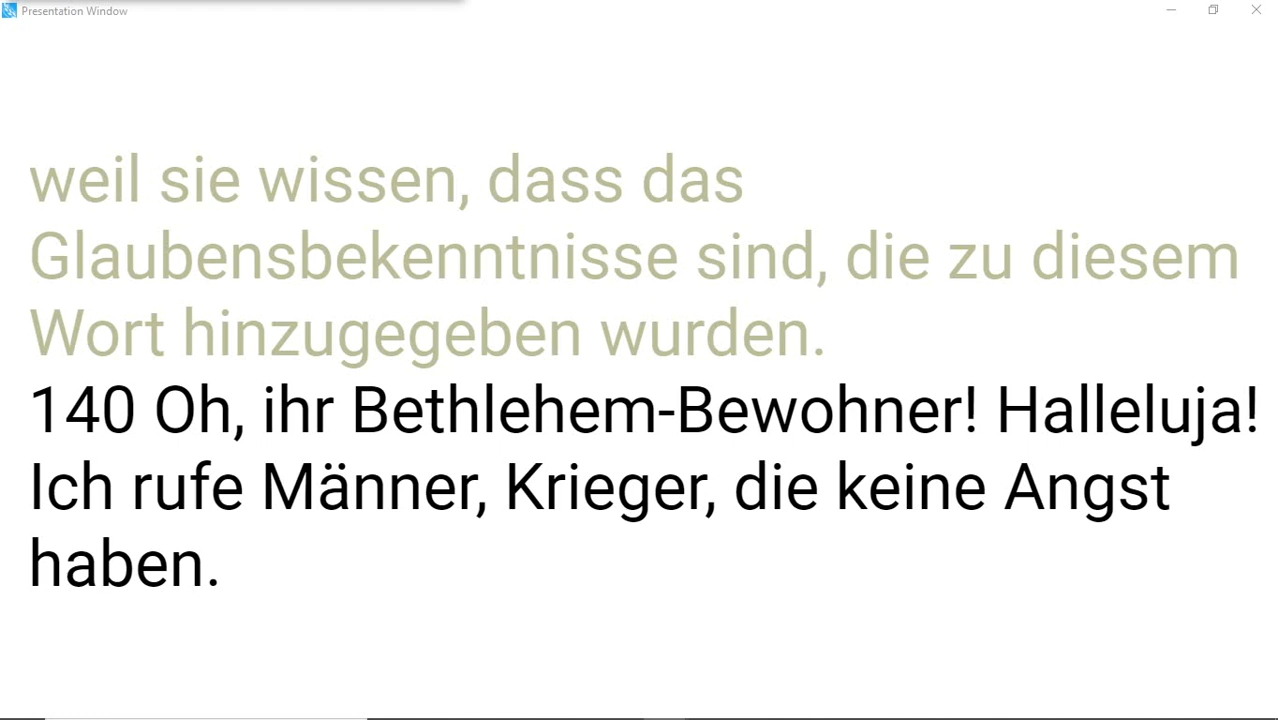 Presentation Window
weil sie wissen, dass das
Glaubensbekenntnisse sind, die zu diesem
Wort hinzugegeben wurden.
140 Oh, ihr Bethlehem-Bewohner! Halleluja!
Ich rufe Männer, Krieger, die keine Angst
haben.